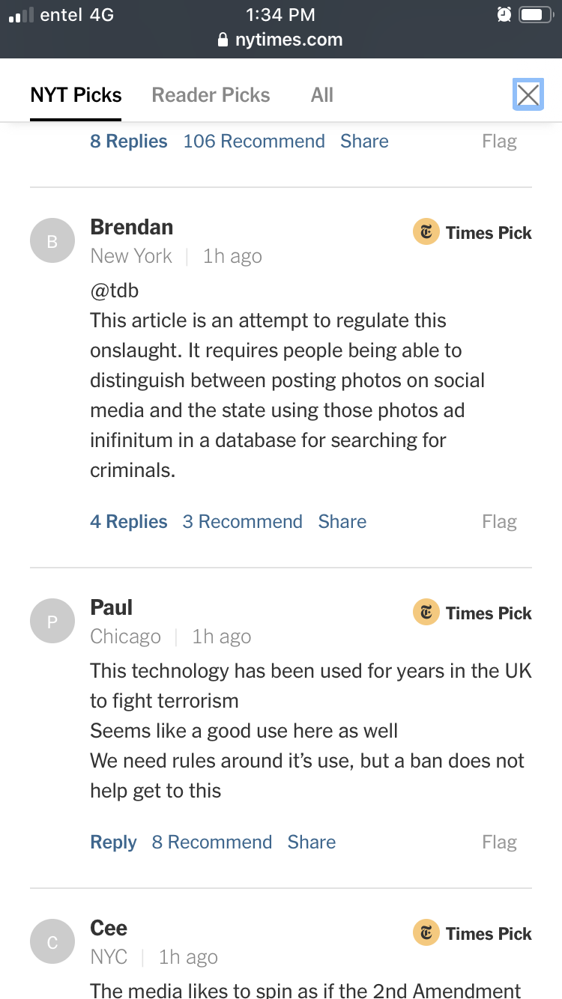 entel 4G 1:34 PM
nytimes.com
NYT Picks Reader Picks All
8 Replies 106 Recommend Share Flag
B
Brendan
Times Pick
New York | 1h ago
@tdb
This article is an attempt to regulate this
onslaught. It requires people being able to
distinguish between posting photos on social
media and the state using those photos ad
inifinitum in a database for searching for
criminals.
4 Replies 3 Recommend Share Flag
P
Paul
Times Pick
Chicago | 1h ago
This technology has been used for years in the UK
to fight terrorism
Seems like a good use here as well
We need rules around it’s use, but a ban does not
help get to this
Reply 8 Recommend Share Flag
C
Cee
Times Pick
NYC | 1h ago
The media likes to spin as if the 2nd Amendment